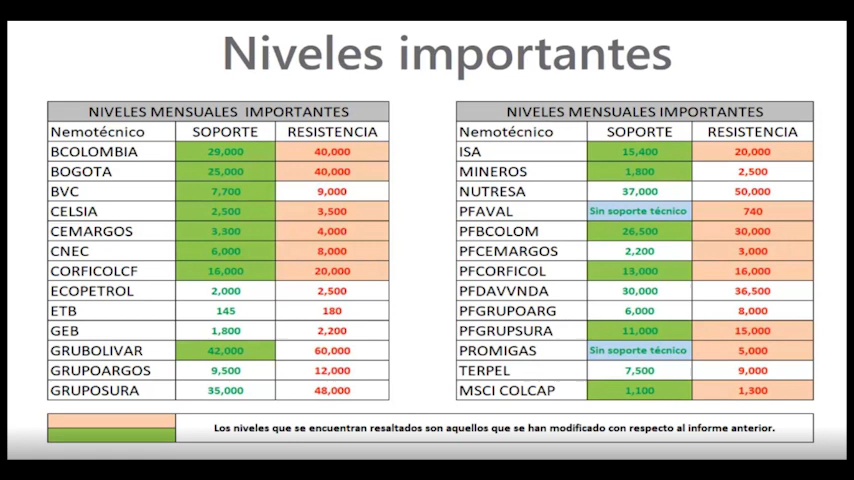 Niveles importantes
NIVELES MENSUALES IMPORTANTES
Nemotécnico SOPORTE RESISTENCIA
BCOLOMBIA 29,000 40,000
BOGOTA 25,000 40,000
BVC 7,700 9,000
CELSIA 2,500 3,500
CEMARGOS 3,300 4,000
CNEC 6,000 8,000
CORFICOLCF 16,000 20,000
ECOPETROL 2,000 2,500
ETB 145 180
GEB 1,800 2,200
GRUBOLIVAR 42,000 60,000
GRUPOARGOS 9,500 12,000
GRUPOSURA 35,000 48,000
NIVELES MENSUALES IMPORTANTES
Nemotécnico SOPORTE RESISTENCIA
ISA 15,400 20,000
MINEROS 1,800 2,500
NUTRESA 37,000 50,000
PFAVAL Sin soporte técnico 740
PFBCOLOM 26,500 30,000
PFCEMARGOS 2,200 3,000
PFCORFICOL 13,000 16,000
PFDAVVNDA 30,000 36,500
PFGRUPOARG 6,000 8,000
PFGRUPSURA 11,000 15,000
PROMIGAS Sin soporte técnico 5,000
TERPEL 7,500 9,000
MSCI COLCAP 1,100 1,300
Los niveles que se encuentran resaltados son aquellos que se han modificado con respecto al informe anterior.